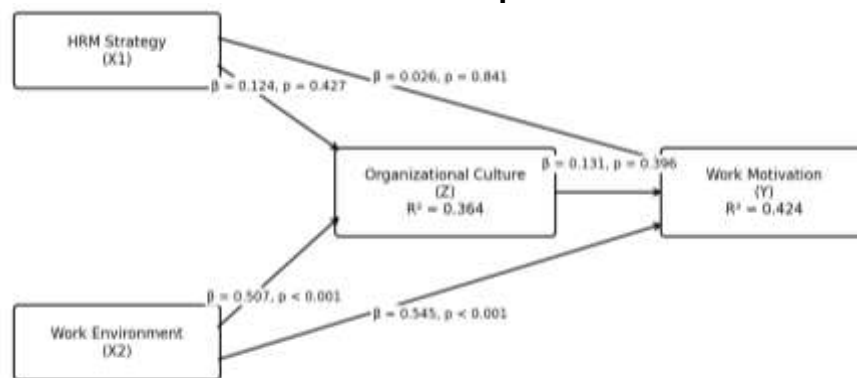 HRM Strategy
(X1)
β = 0.026, p = 0.841
β = 0.124, p = 0.427
β = 0.131, p = 0.396
Organizational Culture
(Z)
R² = 0.364
Work Motivation
(Y)
R² = 0.424
β = 0.507, p < 0.001
β = 0.545, p < 0.001
Work Environment
(X2)